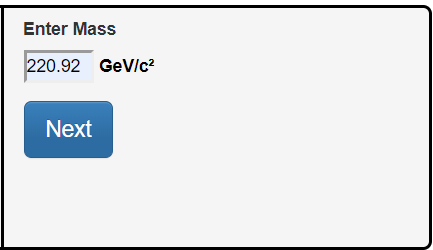 Enter Mass
220.92 GeV/c²
Next